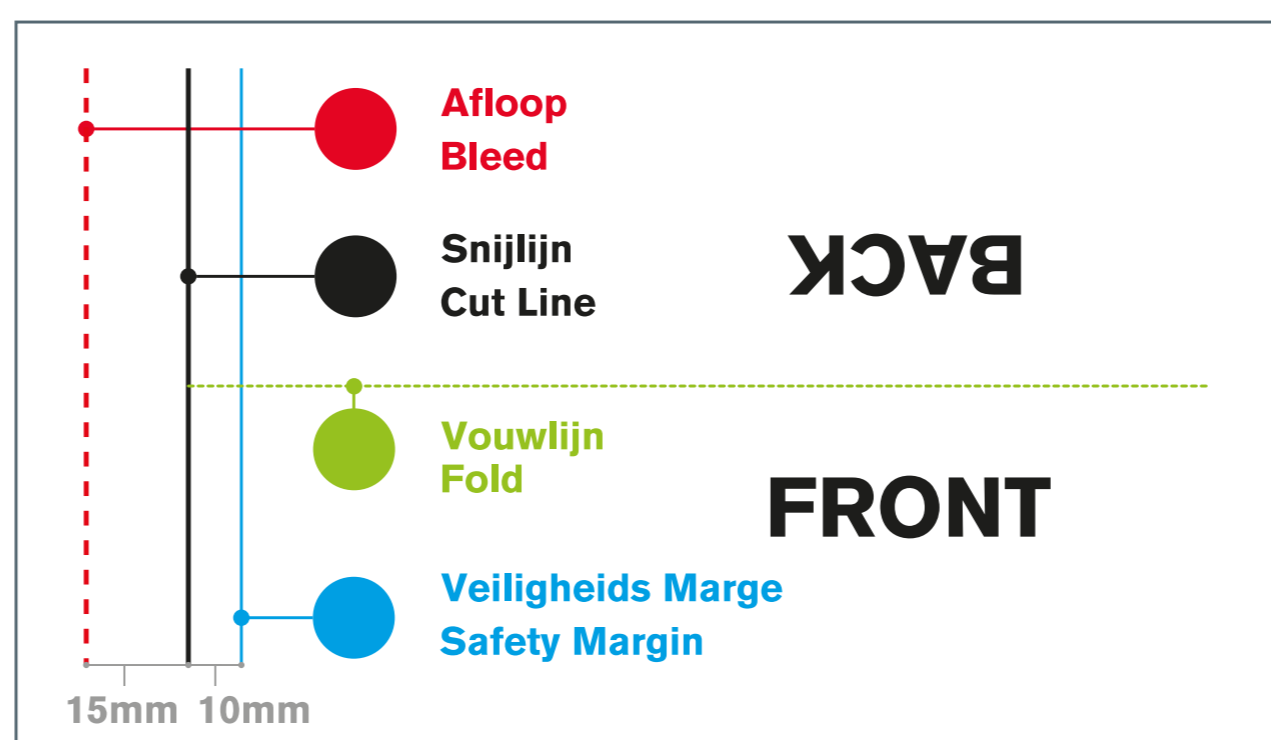 Afloop
Bleed
Snijlijn
Cut Line
BACK
Vouwlijn
Fold
FRONT
Veiligheids Marge
Safety Margin
15mm 10mm